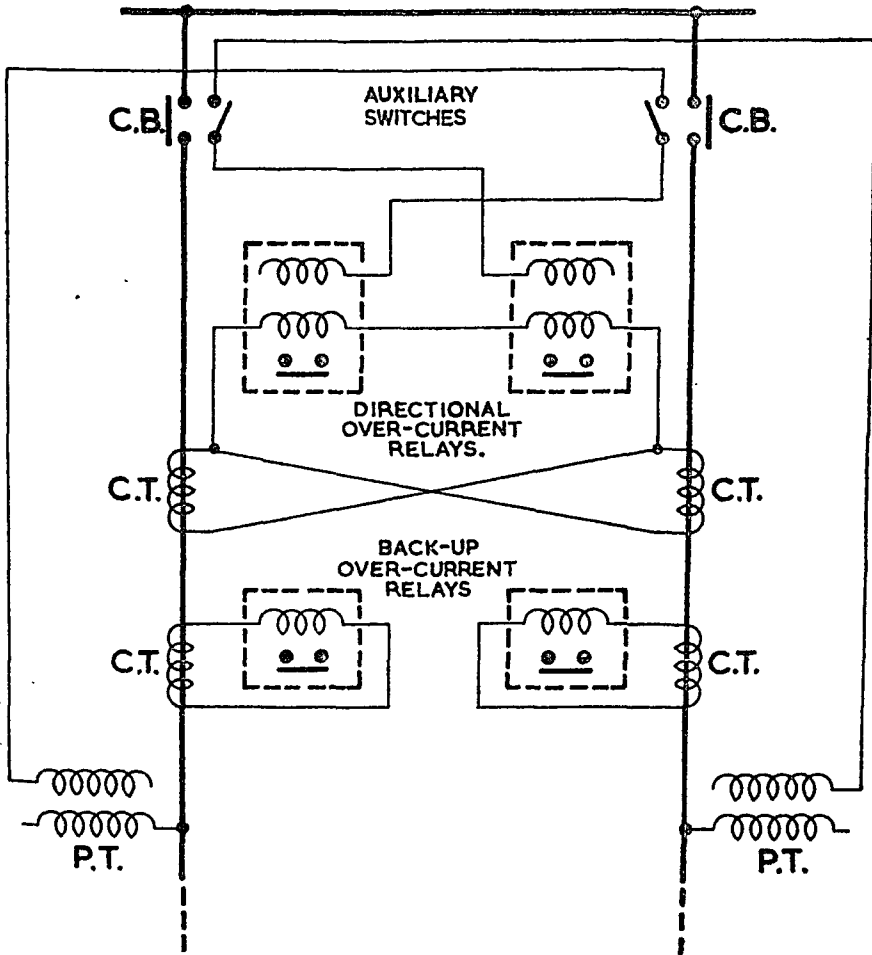 AUXILIARY
SWITCHES
C.B.
C.B.
DIRECTIONAL
OVER-CURRENT
RELAYS.
C.T.
C.T.
BACK-UP
OVER-CURRENT
RELAYS
C.T.
C.T.
P.T.
P.T.